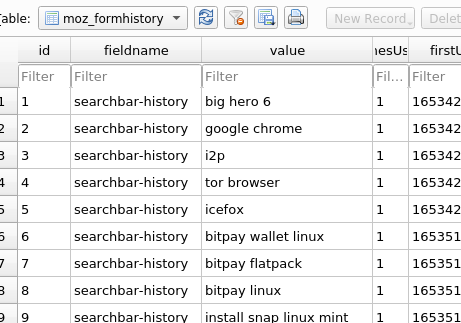 Table: moz_formhistory New Record Delet
id fieldname value nesUs firstU
Filter Filter Filter Fil... Filter
1 1 searchbar-history big hero 6 1 165342
2 2 searchbar-history google chrome 1 165342
3 3 searchbar-history i2p 1 165342
4 4 searchbar-history tor browser 1 165342
5 5 searchbar-history icefox 1 165342
6 6 searchbar-history bitpay wallet linux 1 165351
7 7 searchbar-history bitpay flatpack 1 165351
8 8 searchbar-history bitpay linux 1 165351
9 9 searchbar-history install snap linux mint 1 165351